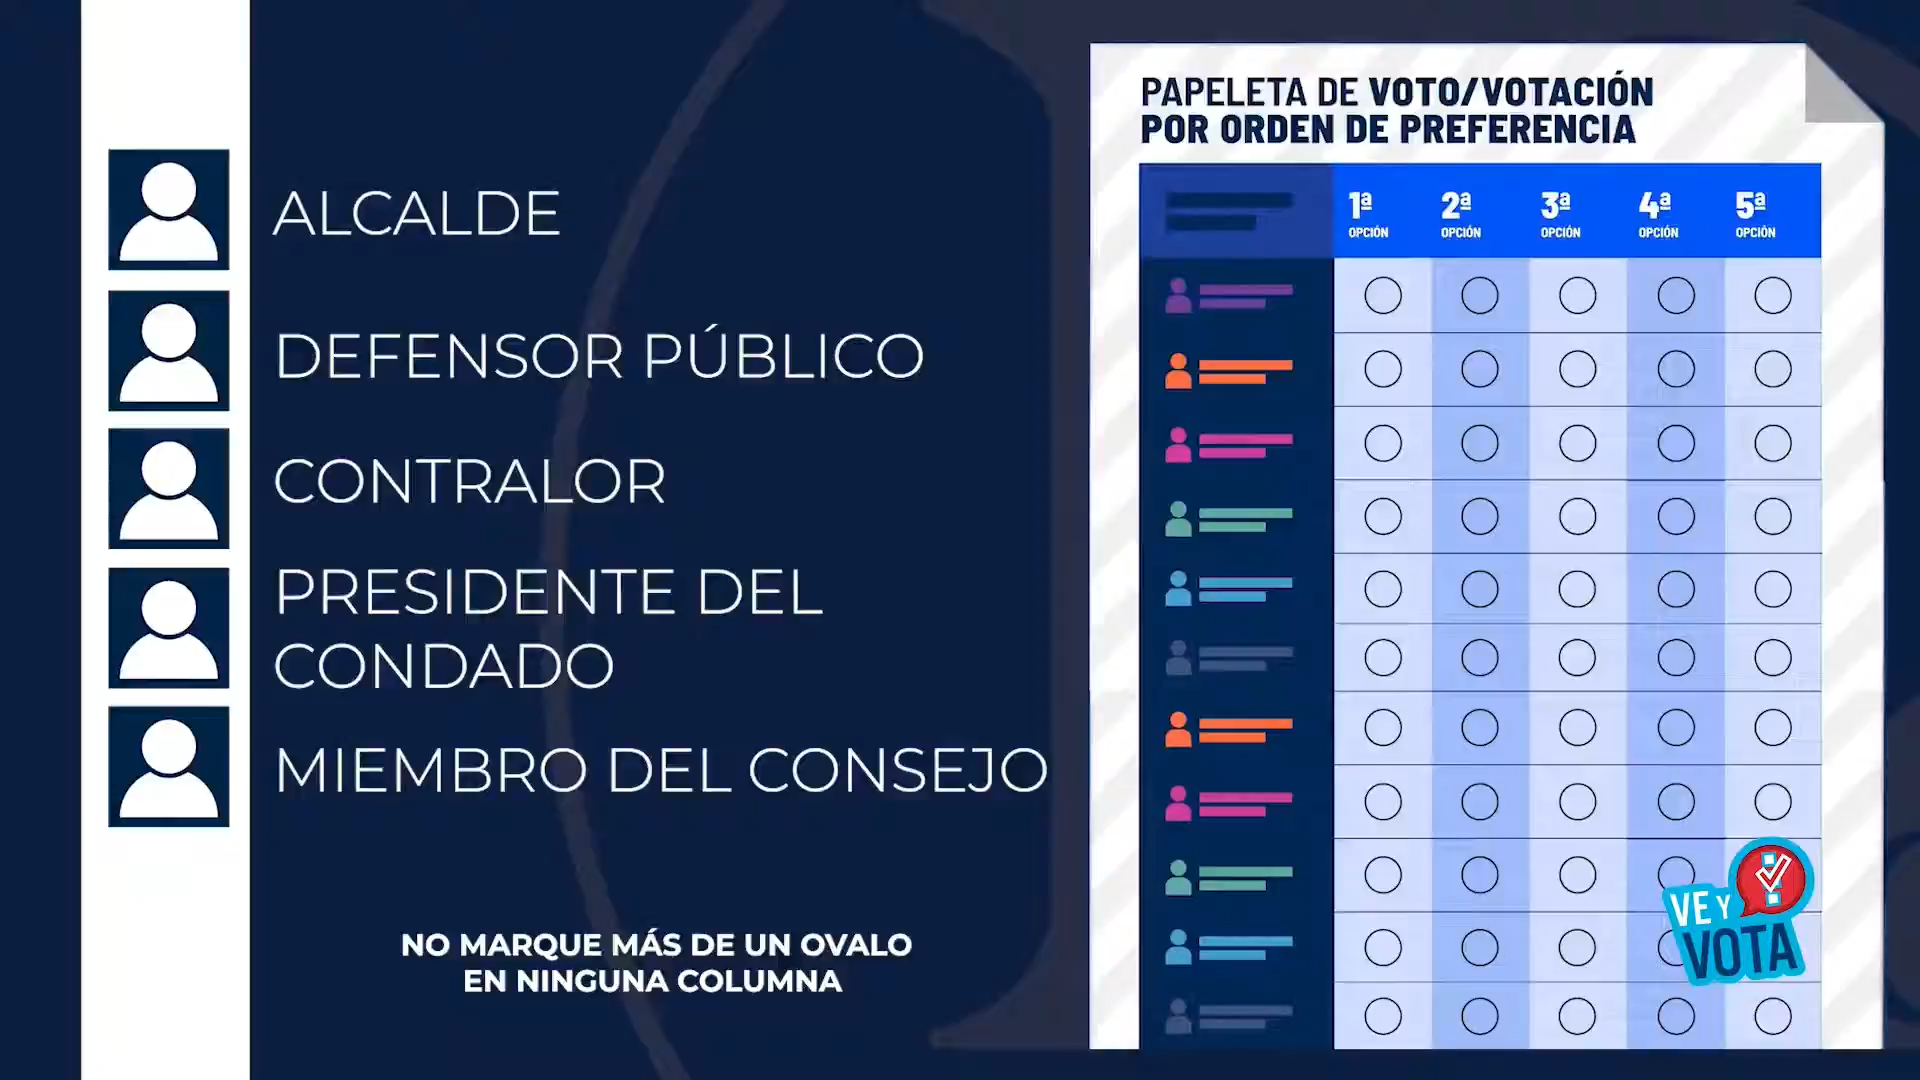 ALCALDE
DEFENSOR PÚBLICO
CONTRALOR
PRESIDENTE DEL
CONDADO
MIEMBRO DEL CONSEJO
NO MARQUE MÁS DE UN OVALO
EN NINGUNA COLUMNA
PAPELETA DE VOTO/VOTACIÓN
POR ORDEN DE PREFERENCIA
1ª 2ª 3ª 4ª 5ª
OPCIÓN OPCIÓN OPCIÓN OPCIÓN OPCIÓN
VE Y
VOTA